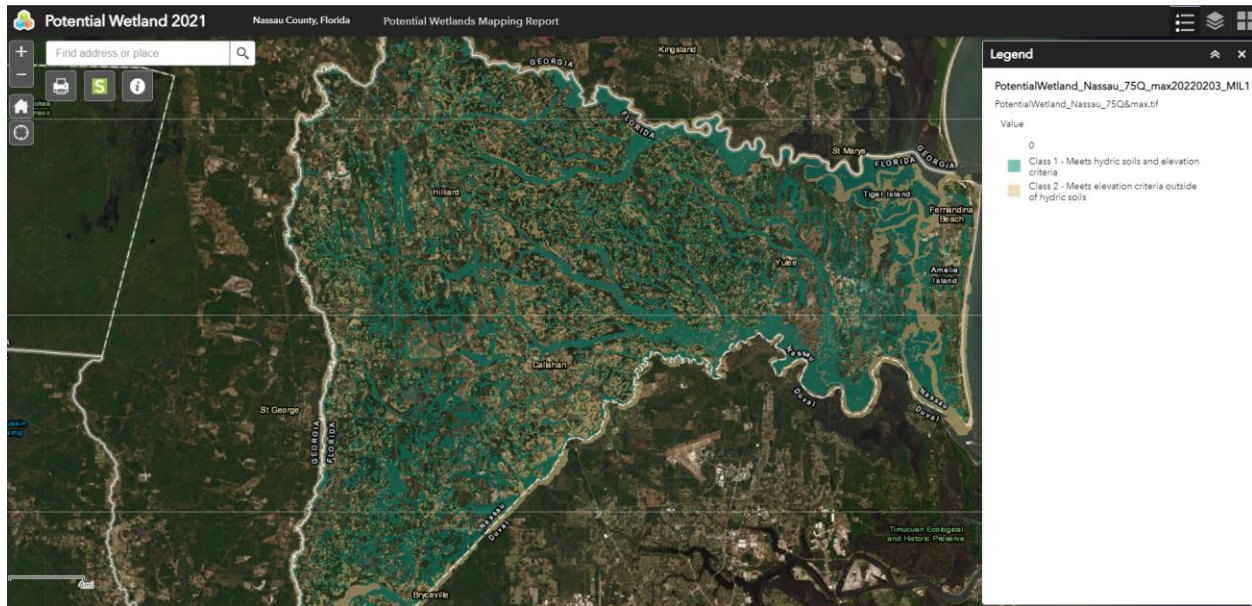 Potential Wetland 2021
Nassau County, Florida
Potential Wetlands Mapping Report
Find address or place
S
i
Legend
PotentialWetland_Nassau_75Q_max20220203_MIL1
PotentialWetland_Nassau_75Q&max.tif
Value
0
Class 1 - Meets hydric soils and elevation
criteria
Class 2 - Meets elevation criteria outside
of hydric soils
Kingsland
GEORGIA
FLORIDA
St Marys
GEORGIA
FLORIDA
Tiger Island
Hilliard
Fernandina
Beach
Yulee
Amelia
Island
Nassau
Duval
Callahan
Nassau
Duval
St George
GEORGIA
FLORIDA
Nassau
Duval
Timucuan Ecological
and Historic Preserve
4mi
Bryceville